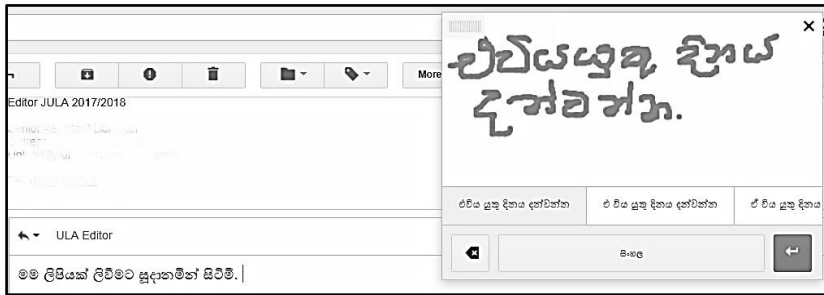 More
Editor JULA 2017/2018
ULA Editor
මම ලිපියක් ලිවීමට සූදානමින් සිටිමි.
එවියයුතු දිනය
දන්වන්න.
එවිය යුතු දිනය දන්වන්න
එ විය යුතු දිනය දන්වන්න
ඒ විය යුතු දිනය
සිංහල